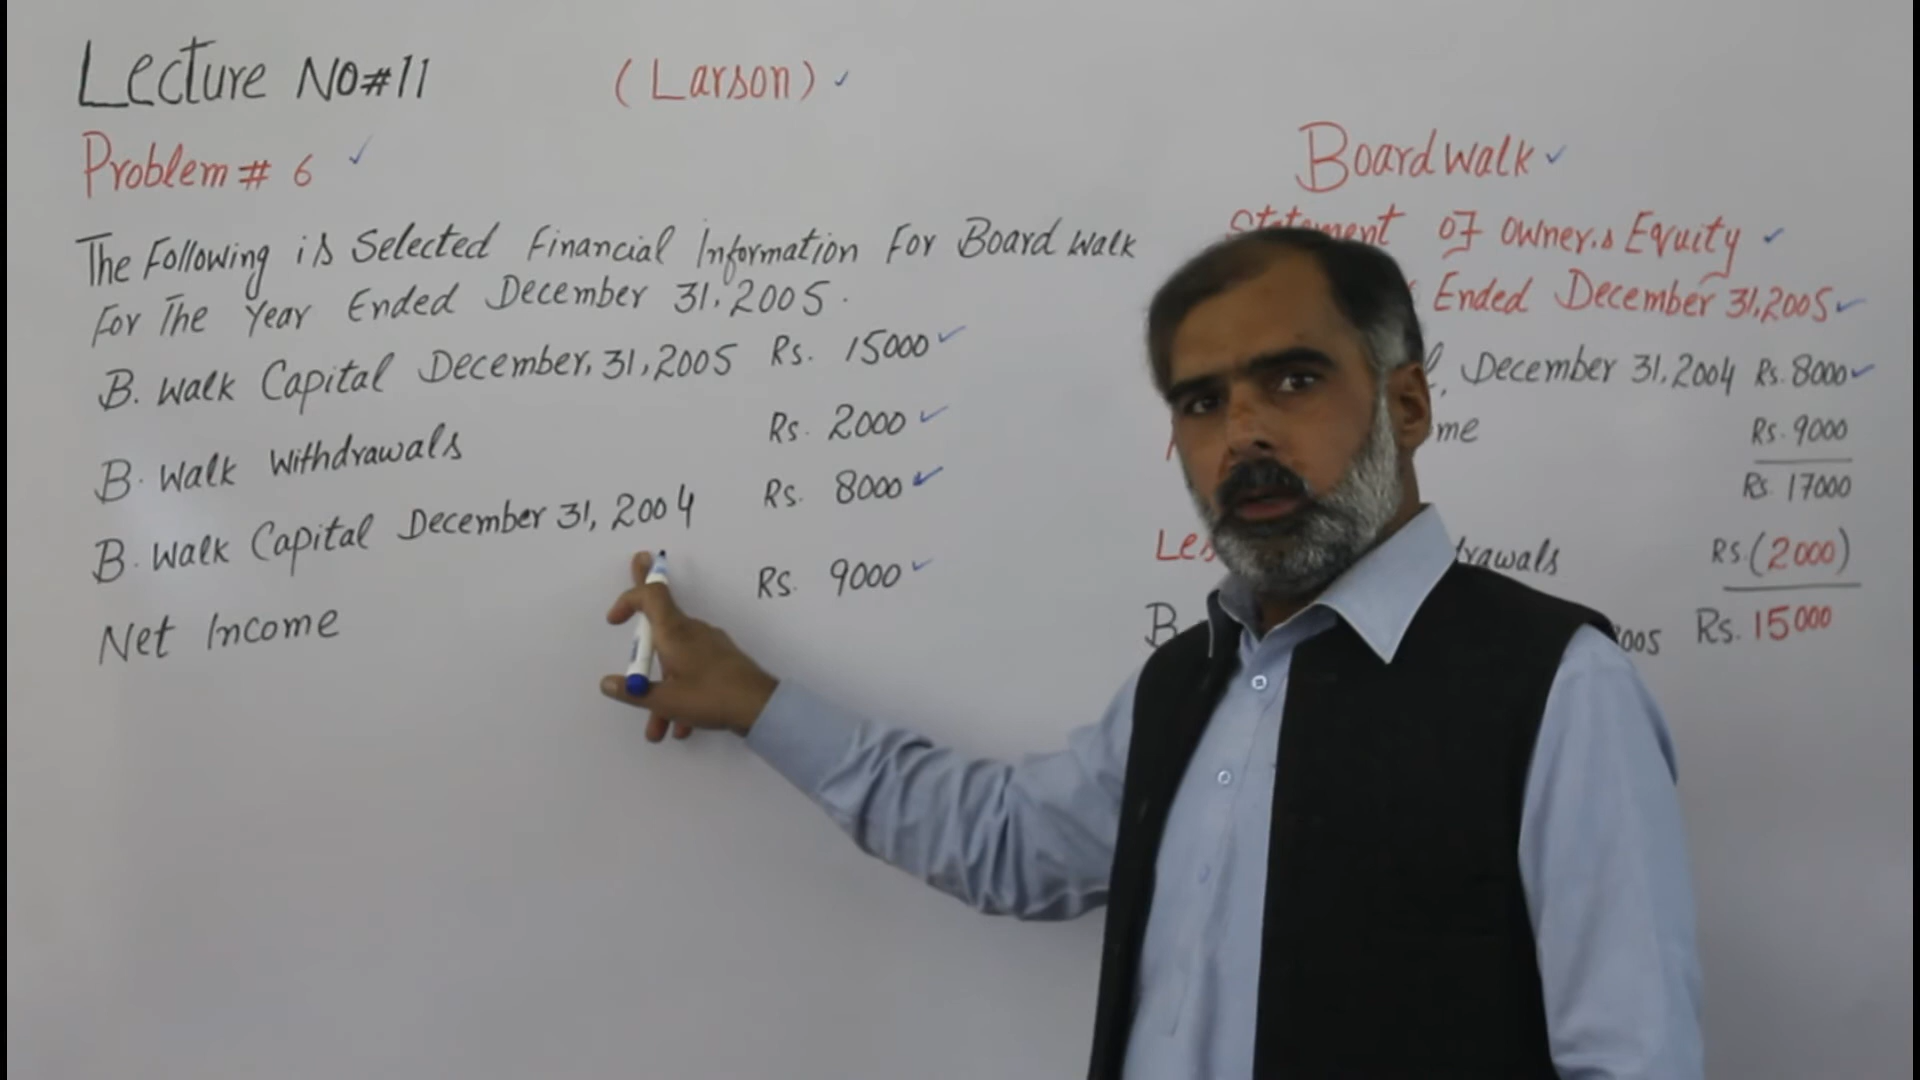 Lecture NO#11
(Larson)
Problem# 6
The Following is Selected Financial Information For Board Walk
For The Year Ended December 31, 2005.
B. Walk Capital December, 31, 2005 Rs. 15000
B. Walk Withdrawals Rs. 2000
B. Walk Capital December 31, 2004 Rs. 8000
Net Income Rs. 9000
Boardwalk
Statement of Owner,s Equity
Ended December 31,2005
December 31, 2004 Rs. 8000
Rs. 9000
Rs. 17000
Rs. (2000)
B Rs. 15000